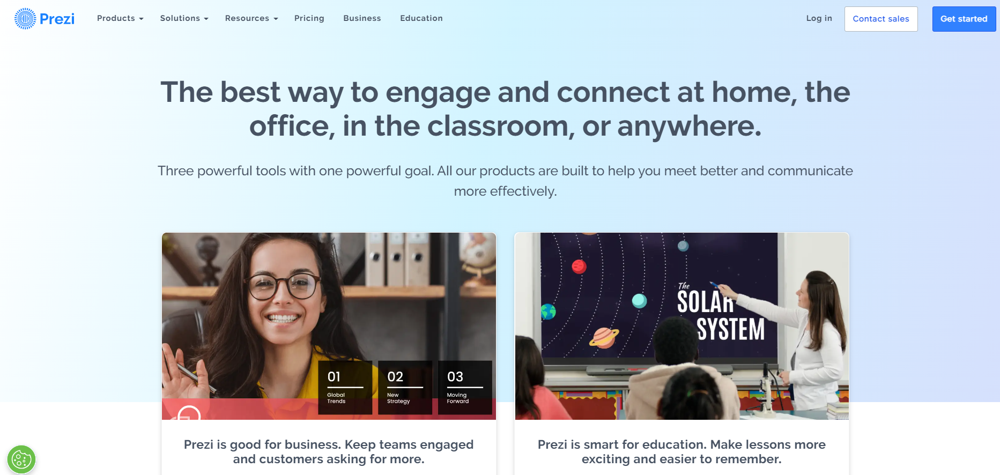 Prezi
Products
Solutions
Resources
Pricing
Business
Education
Log in
Contact sales
Get started
The best way to engage and connect at home, the
office, in the classroom, or anywhere.
Three powerful tools with one powerful goal. All our products are built to help you meet better and communicate
more effectively.
01
Global
Trends
02
New
Strategy
03
Moving
Forward
The
SOLAR
SYSTEM
Prezi is good for business. Keep teams engaged
and customers asking for more.
Prezi is smart for education. Make lessons more
exciting and easier to remember.